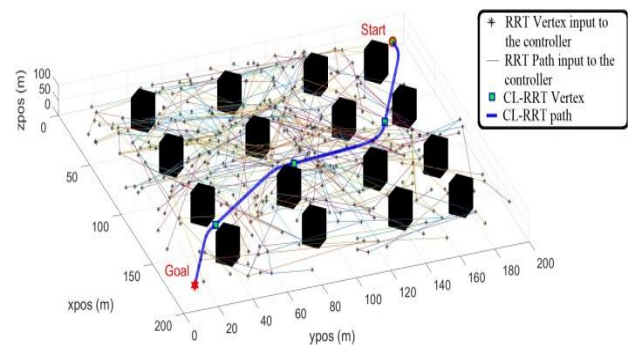 Start
RRT Vertex input to
the controller
RRT Path input to the
controller
CL-RRT Vertex
CL-RRT path
zpos (m)
100
50
0
0
50
100
150
200
xpos (m)
Goal
0
20
40
60
80
100
120
140
160
180
200
ypos (m)